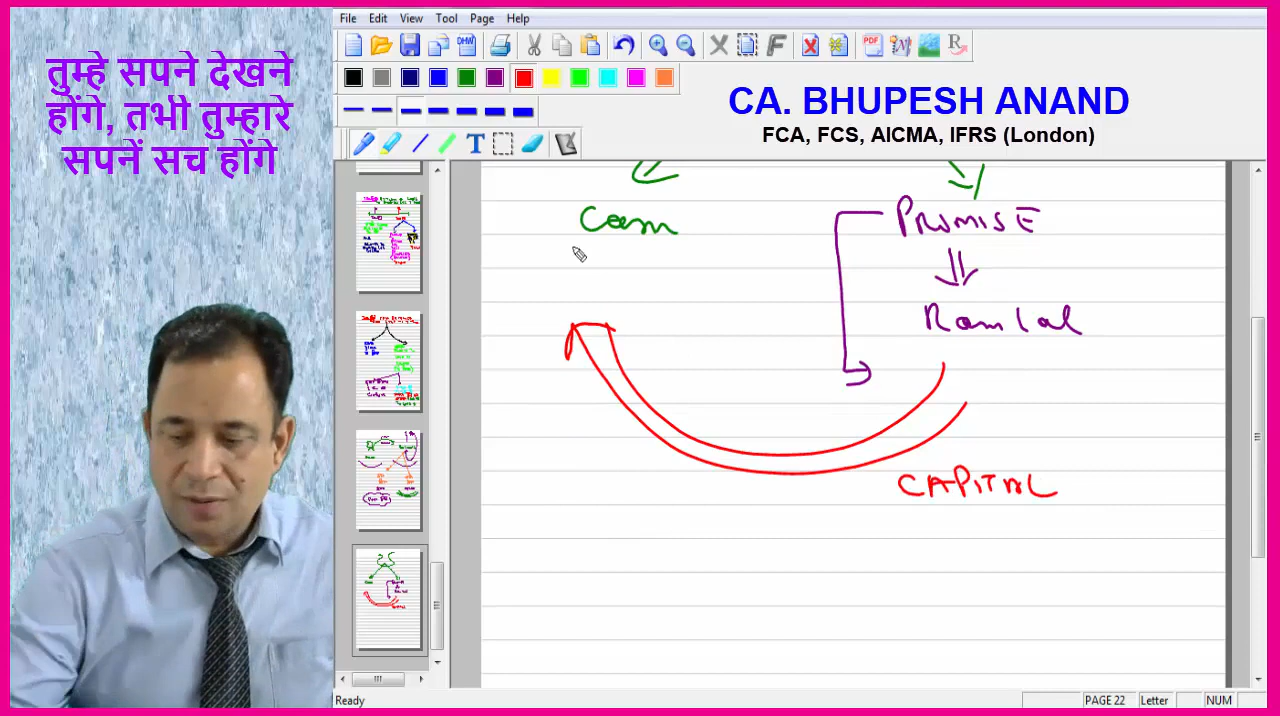 तुम्हे सपने देखने
होंगे, तभी तुम्हारे
सपनें सच होंगे
File Edit View Tool Page Help
CA. BHUPESH ANAND
FCA, FCS, AICMA, IFRS (London)
PROMISE
Ramlal
CAPITAL
Ready
PAGE 22 Letter NUM